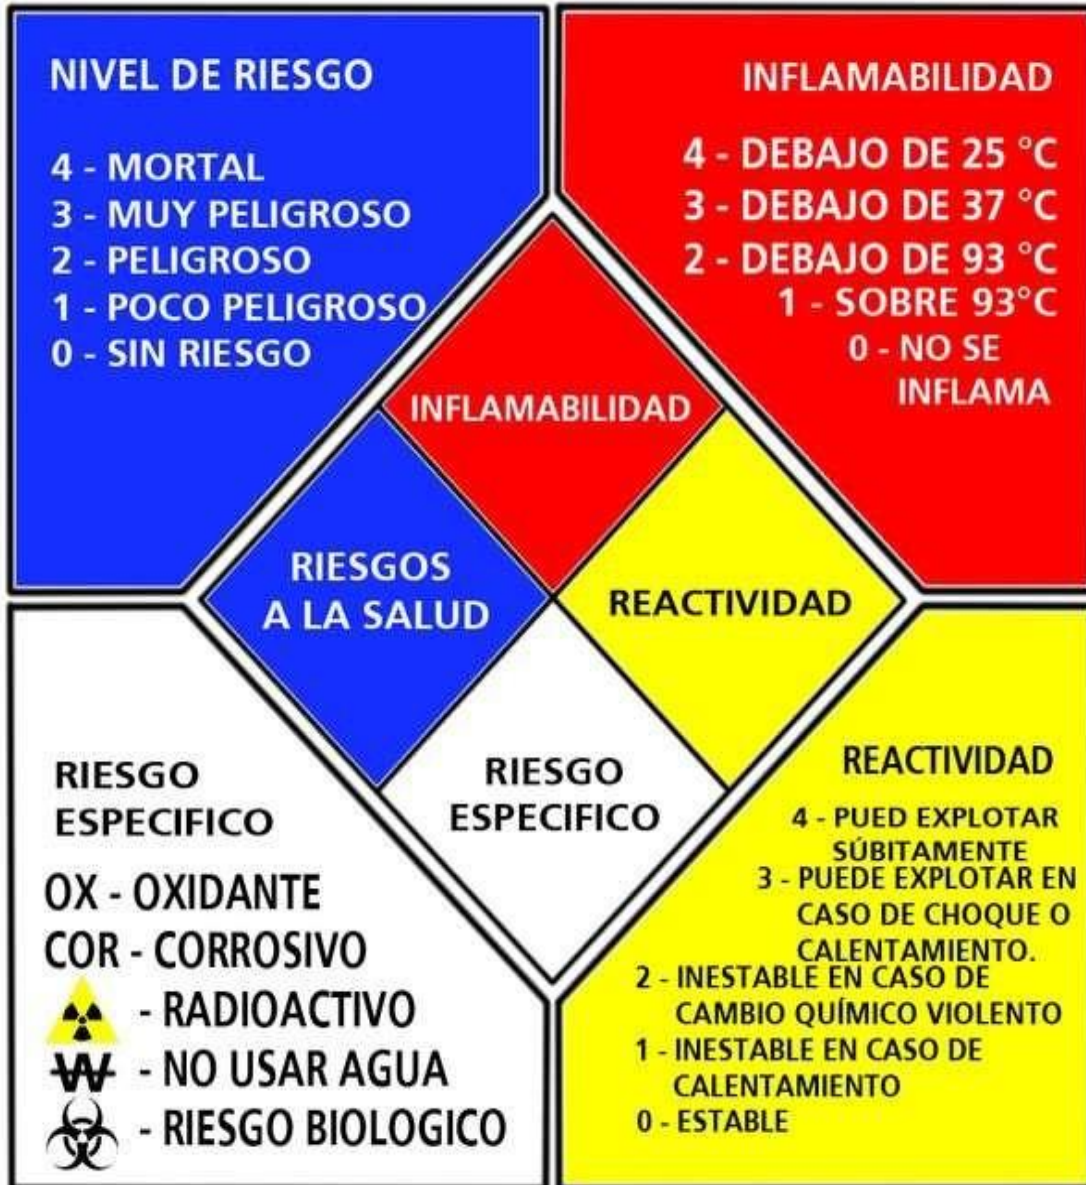 NIVEL DE RIESGO
4 - MORTAL
3 - MUY PELIGROSO
2 - PELIGROSO
1 - POCO PELIGROSO
0 - SIN RIESGO
INFLAMABILIDAD
4 - DEBAJO DE 25 °C
3 - DEBAJO DE 37 °C
2 - DEBAJO DE 93 °C
1 - SOBRE 93°C
0 - NO SE
INFLAMA
INFLAMABILIDAD
RIESGOS
A LA SALUD
REACTIVIDAD
RIESGO
ESPECIFICO
RIESGO
ESPECIFICO
OX - OXIDANTE
COR - CORROSIVO
- RADIOACTIVO
W - NO USAR AGUA
- RIESGO BIOLOGICO
REACTIVIDAD
4 - PUED EXPLOTAR
SÚBITAMENTE
3 - PUEDE EXPLOTAR EN
CASO DE CHOQUE O
CALENTAMIENTO.
2 - INESTABLE EN CASO DE
CAMBIO QUÍMICO VIOLENTO
1 - INESTABLE EN CASO DE
CALENTAMIENTO
0 - ESTABLE